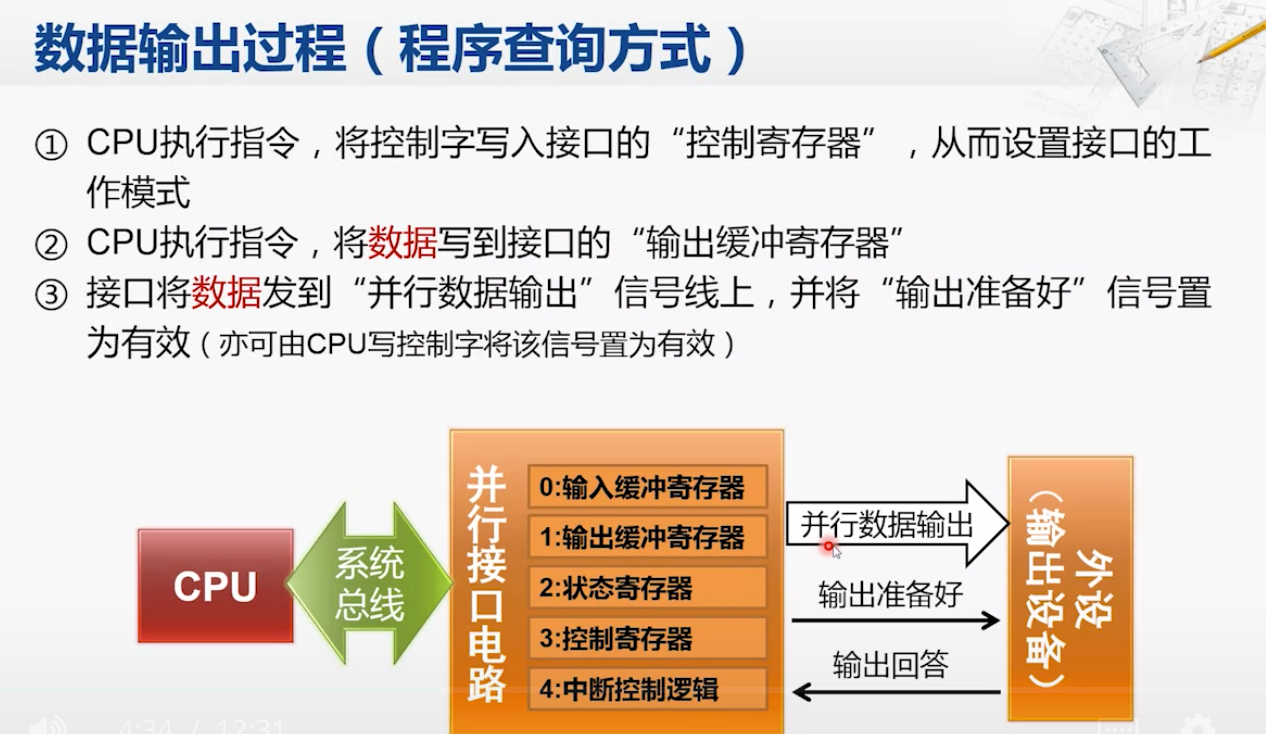 数据输出过程（程序查询方式）
① CPU执行指令，将控制字写入接口的“控制寄存器”，从而设置接口的工
作模式
② CPU执行指令，将数据写到接口的“输出缓冲寄存器”
③ 接口将数据发到“并行数据输出”信号线上，并将“输出准备好”信号置
为有效（亦可由CPU写控制字将该信号置为有效）
CPU
系统
总线
并行接口电路
0:输入缓冲寄存器
1:输出缓冲寄存器
2:状态寄存器
3:控制寄存器
4:中断控制逻辑
并行数据输出
输出准备好
输出回答
外设
（输出设备）
4:34 / 12:31